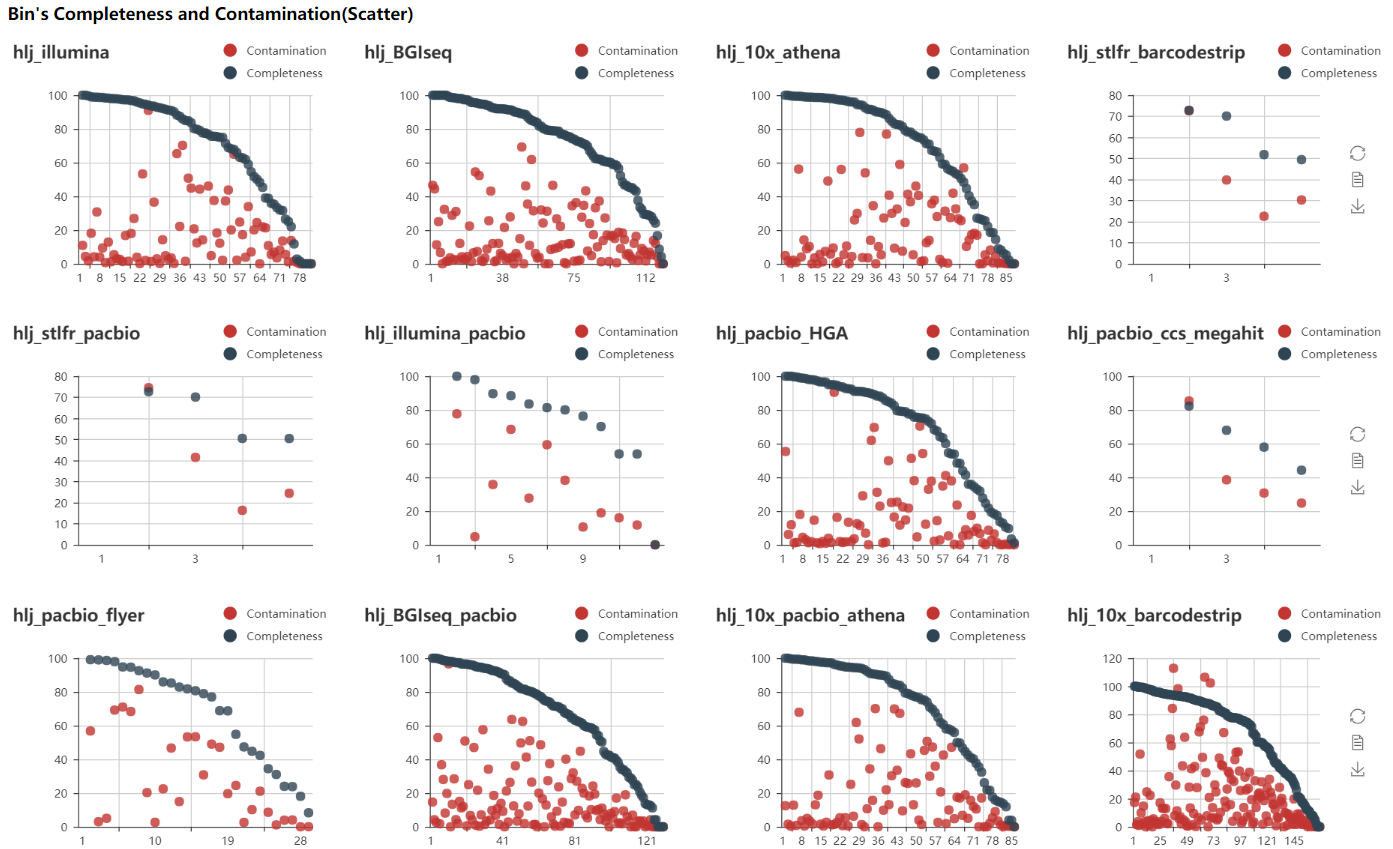 Bin's Completeness and Contamination(Scatter)
hlj_illumina
Contamination
Completeness
100
80
60
40
20
0
1 8 15 22 29 36 43 50 57 64 71 78
hlj_BGIseq
Contamination
Completeness
100
80
60
40
20
0
1 38 75 112
hlj_10x_athena
Contamination
Completeness
100
80
60
40
20
0
1 8 15 22 29 36 43 50 57 64 71 78 85
hlj_stlfr_barcodestrip
Contamination
Completeness
80
70
60
50
40
30
20
10
0
1 3
hlj_stlfr_pacbio
Contamination
Completeness
80
70
60
50
40
30
20
10
0
1 3
hlj_illumina_pacbio
Contamination
Completeness
100
80
60
40
20
0
1 5 9
hlj_pacbio_HGA
Contamination
Completeness
100
80
60
40
20
0
1 8 15 22 29 36 43 50 57 64 71 78
hlj_pacbio_ccs_megahit
Contamination
Completeness
100
80
60
40
20
0
1 3
hlj_pacbio_flyer
Contamination
Completeness
100
80
60
40
20
0
1 10 19 28
hlj_BGIseq_pacbio
Contamination
Completeness
100
80
60
40
20
0
1 41 81 121
hlj_10x_pacbio_athena
Contamination
Completeness
100
80
60
40
20
0
1 8 15 22 29 36 43 50 57 64 71 78 85
hlj_10x_barcodestrip
Contamination
Completeness
120
100
80
60
40
20
0
1 25 49 73 97 121 145